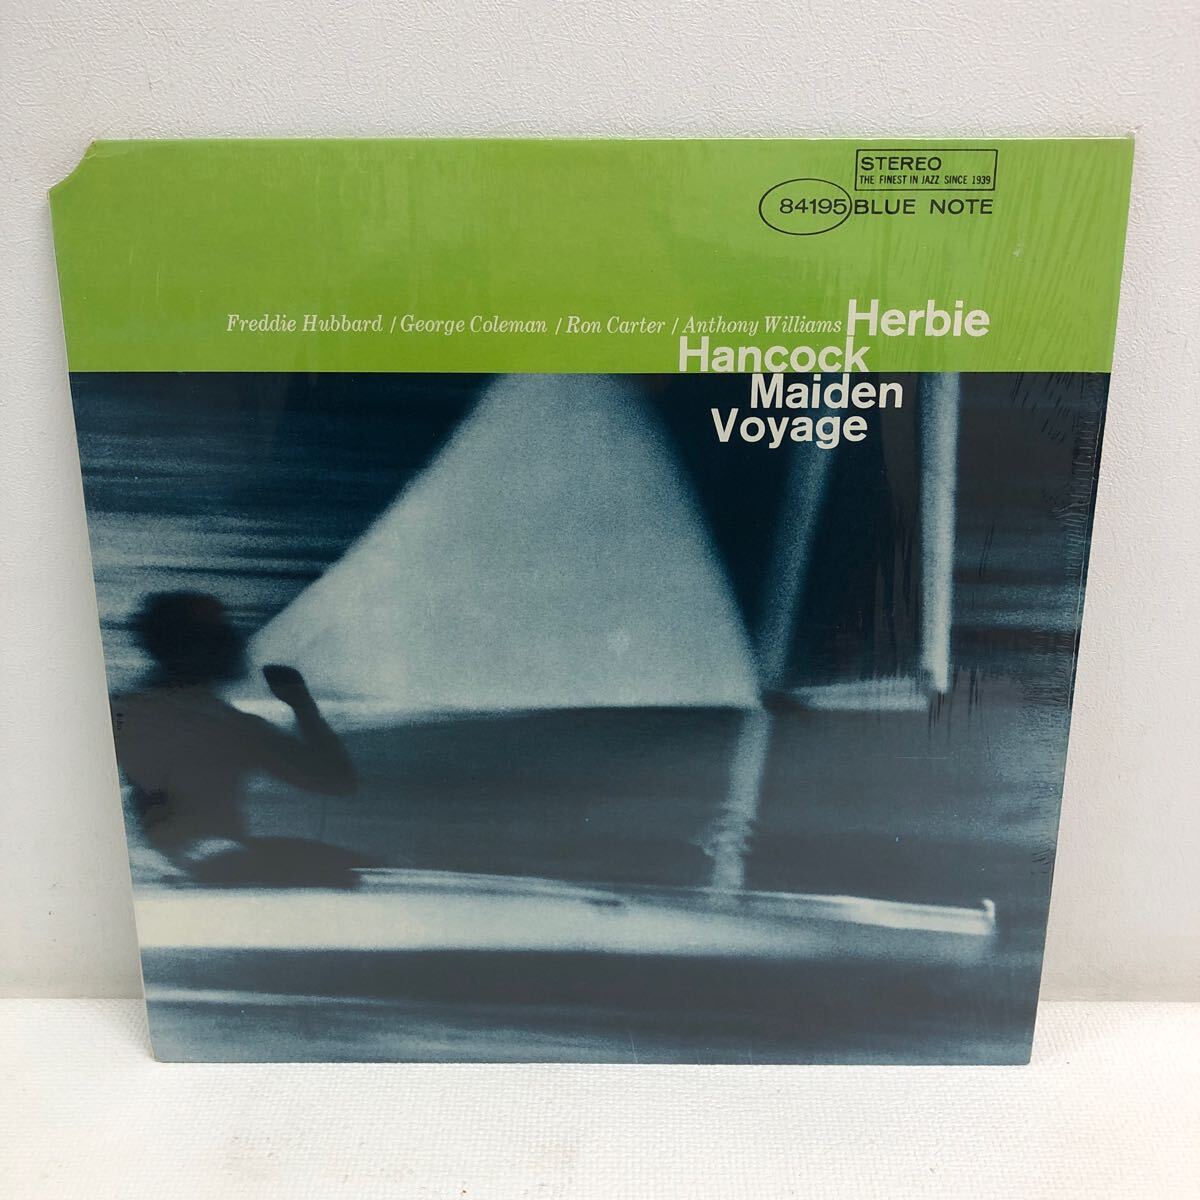 STEREO
THE FINEST IN JAZZ SINCE 1939
84195 BLUE NOTE
Freddie Hubbard / George Coleman / Ron Carter / Anthony Williams Herbie
Hancock
Maiden
Voyage